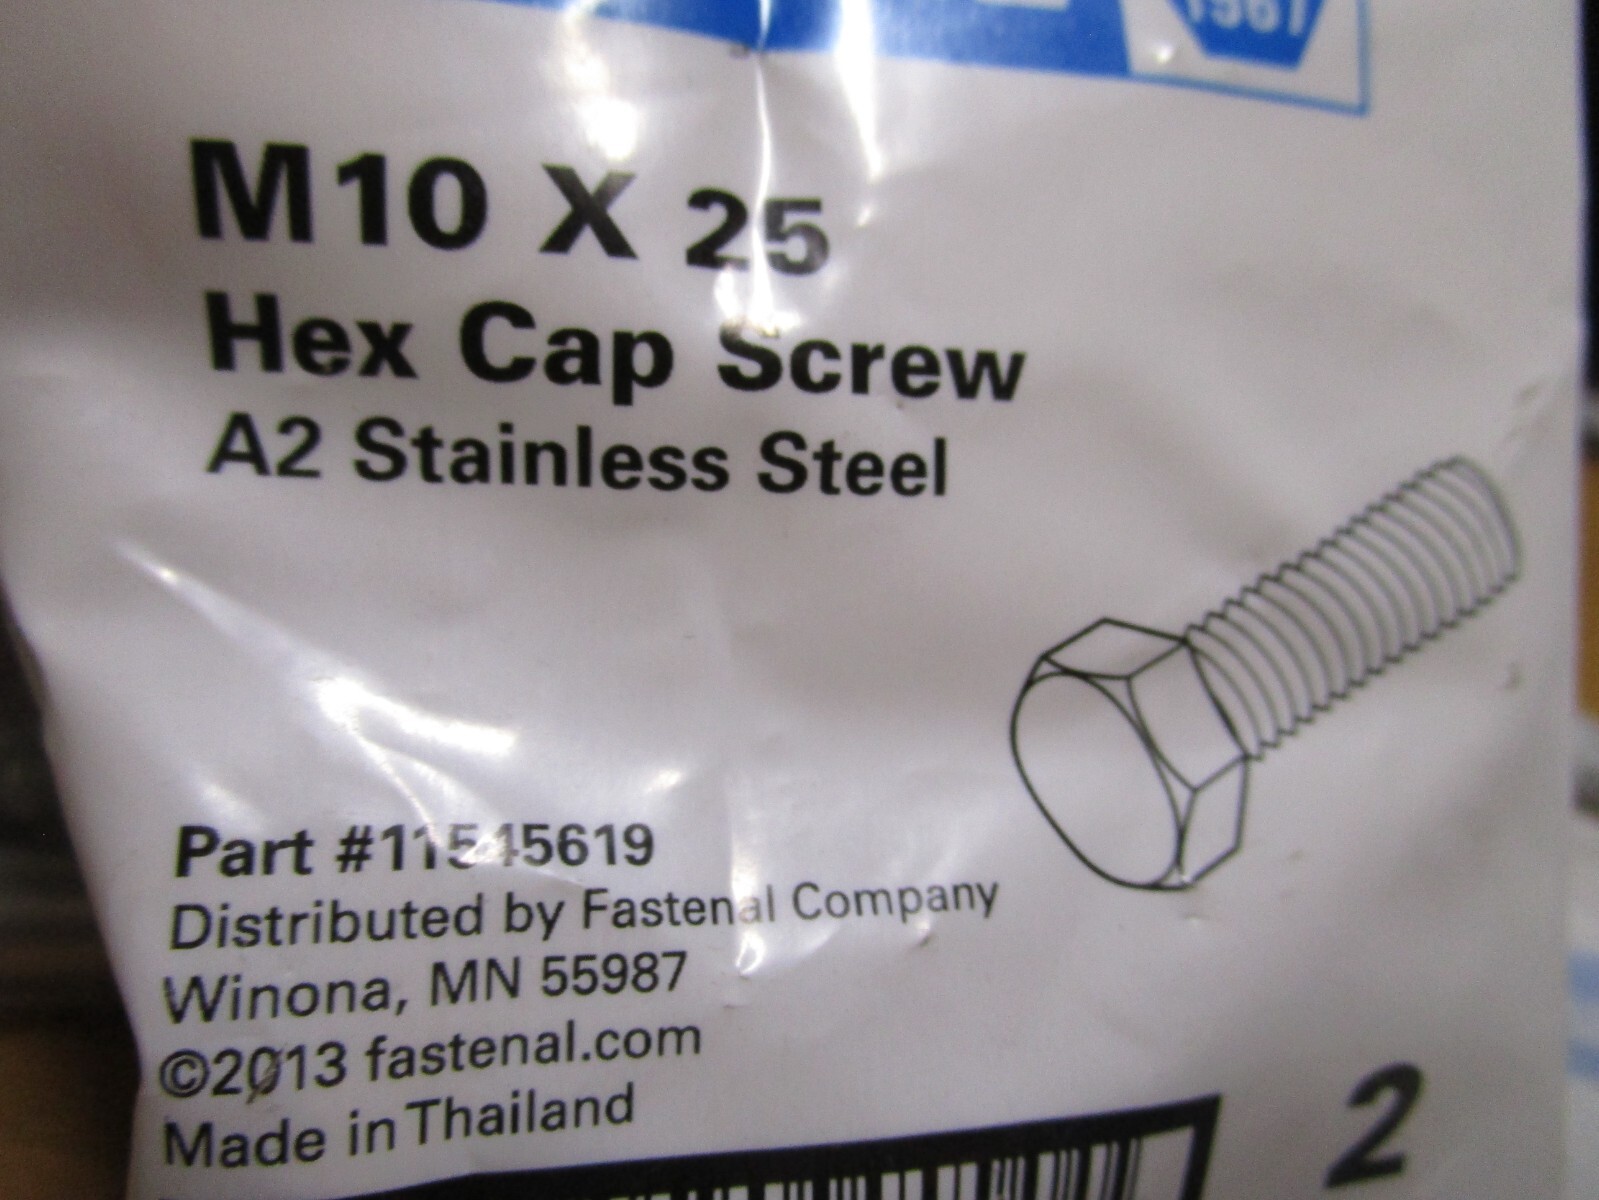 1967
M10 X 25
Hex Cap Screw
A2 Stainless Steel
Part #11545619
Distributed by Fastenal Company
Winona, MN 55987
©2013 fastenal.com
Made in Thailand
2